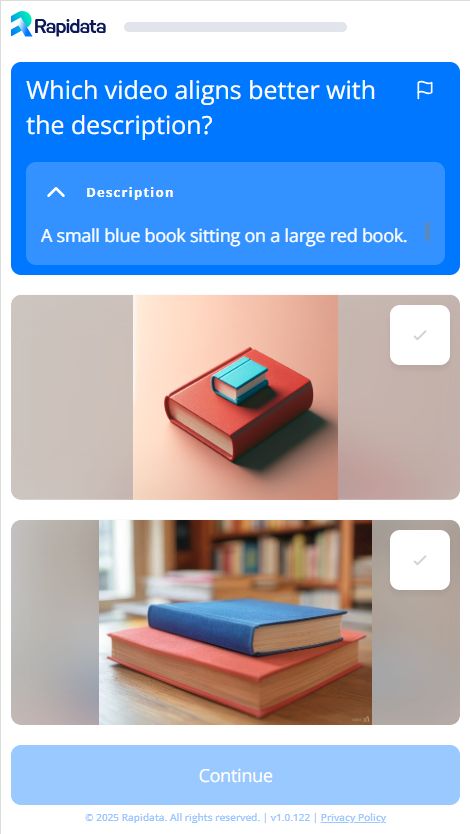 Rapidata
Which video aligns better with
the description?
Description
A small blue book sitting on a large red book.
Continue
© 2025 Rapidata. All rights reserved. | v1.0.122 | Privacy Policy